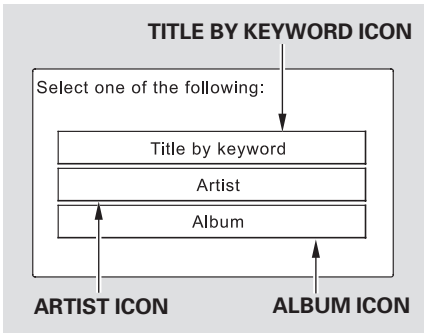 TITLE BY KEYWORD ICON
Select one of the following:
Title by keyword
Artist
Album
ARTIST ICON
ALBUM ICON